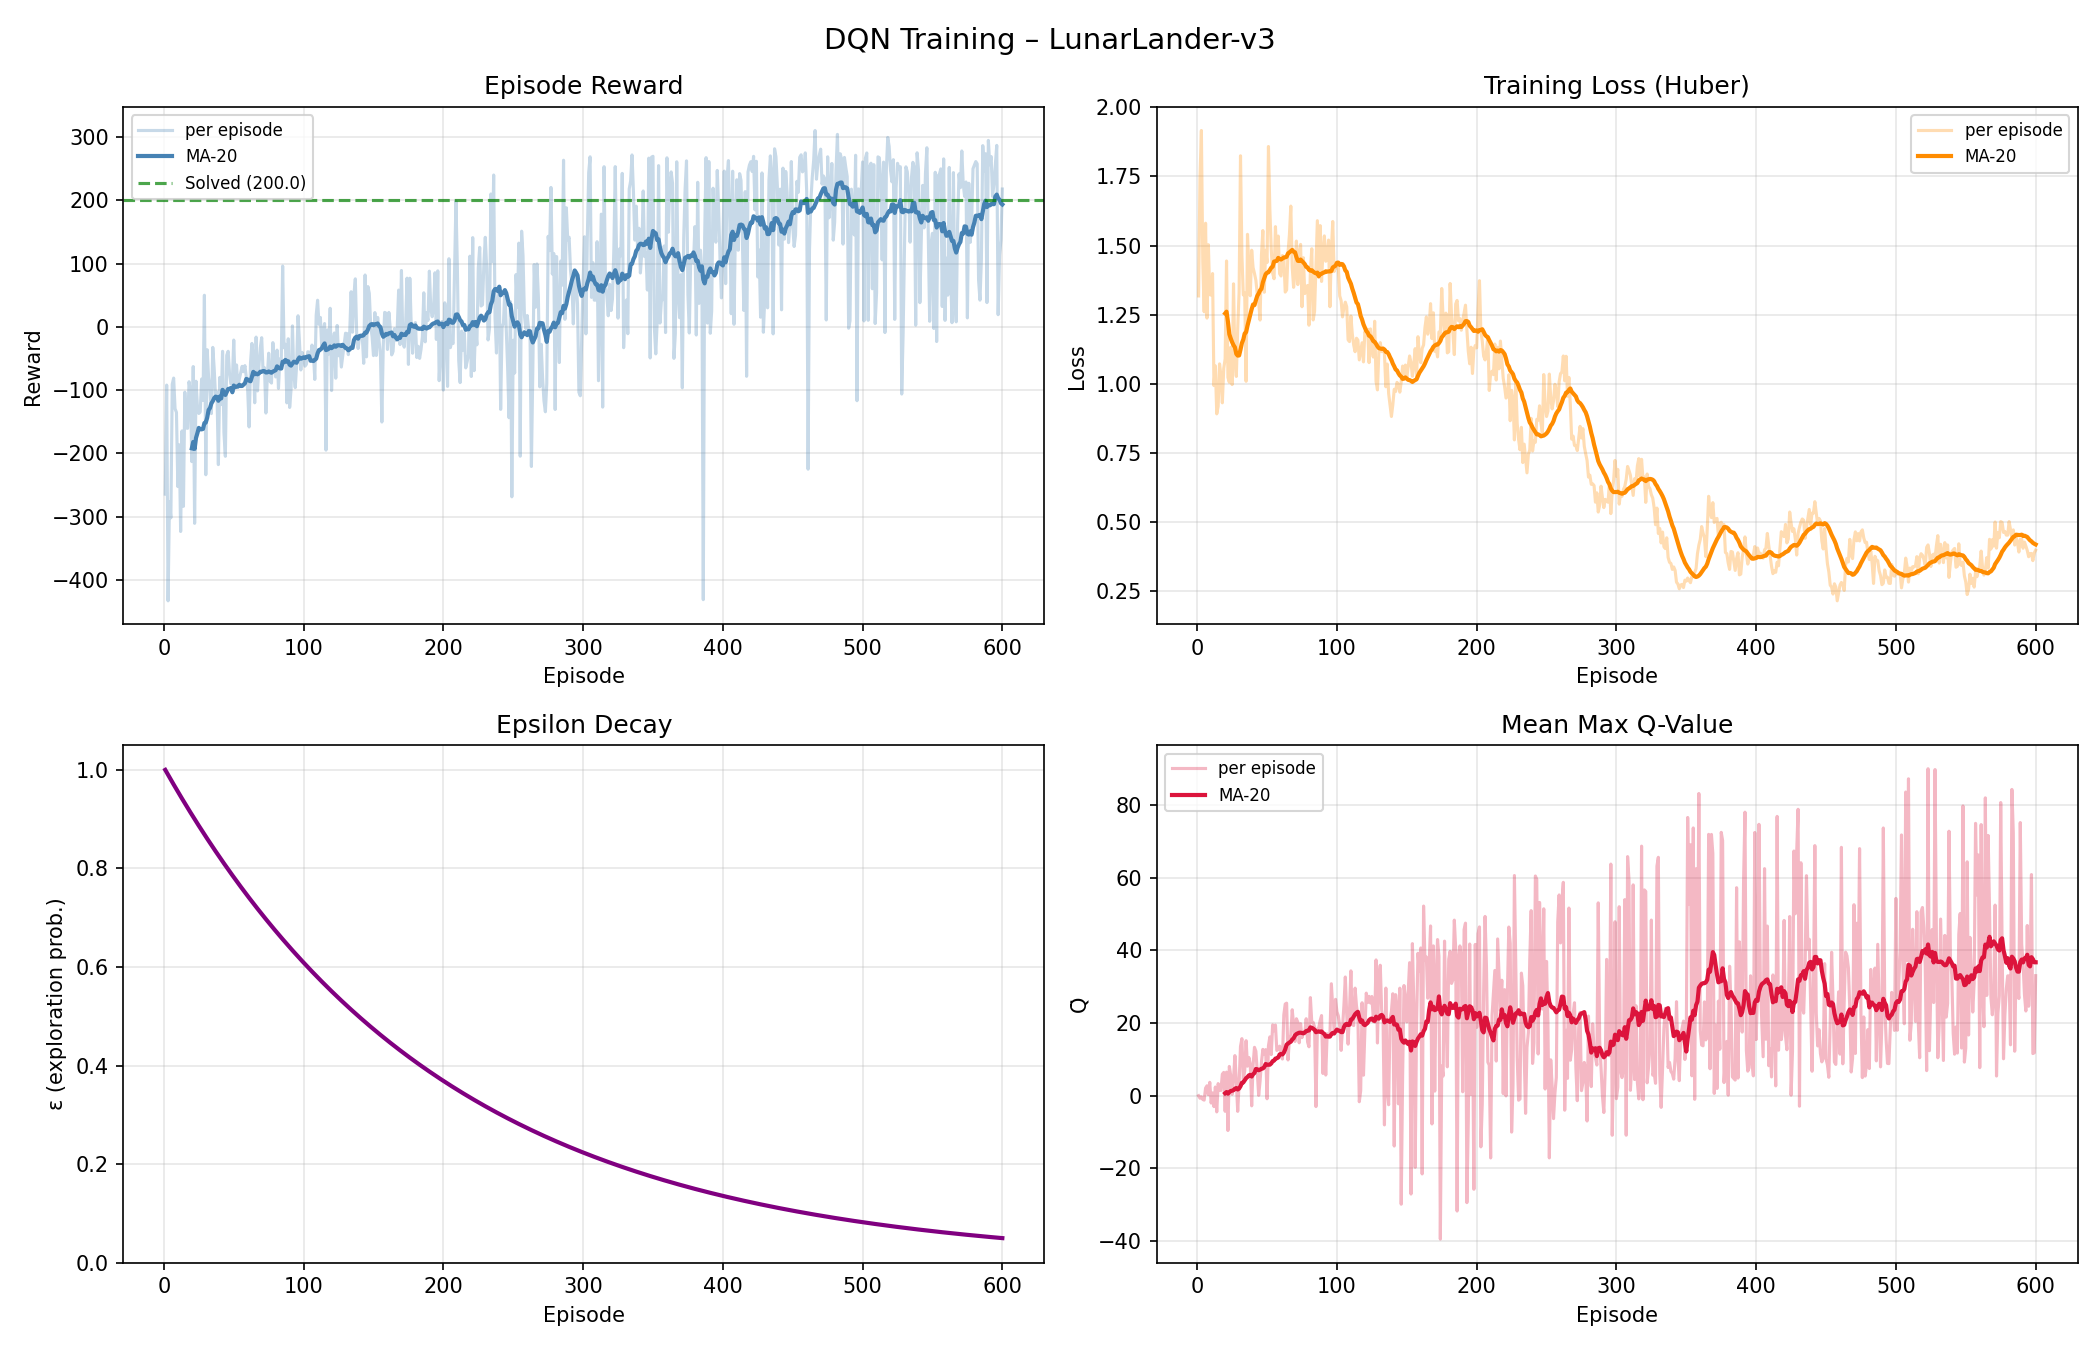 DQN Training – LunarLander-v3
Episode Reward
per episode
MA-20
Solved (200.0)
300
200
100
0
−100
−200
−300
−400
Reward
0 100 200 300 400 500 600
Episode
Training Loss (Huber)
per episode
MA-20
2.00
1.75
1.50
1.25
1.00
0.75
0.50
0.25
Loss
0 100 200 300 400 500 600
Episode
Epsilon Decay
1.0
0.8
0.6
0.4
0.2
0.0
ε (exploration prob.)
0 100 200 300 400 500 600
Episode
Mean Max Q-Value
per episode
MA-20
80
60
40
20
0
−20
−40
Q
0 100 200 300 400 500 600
Episode